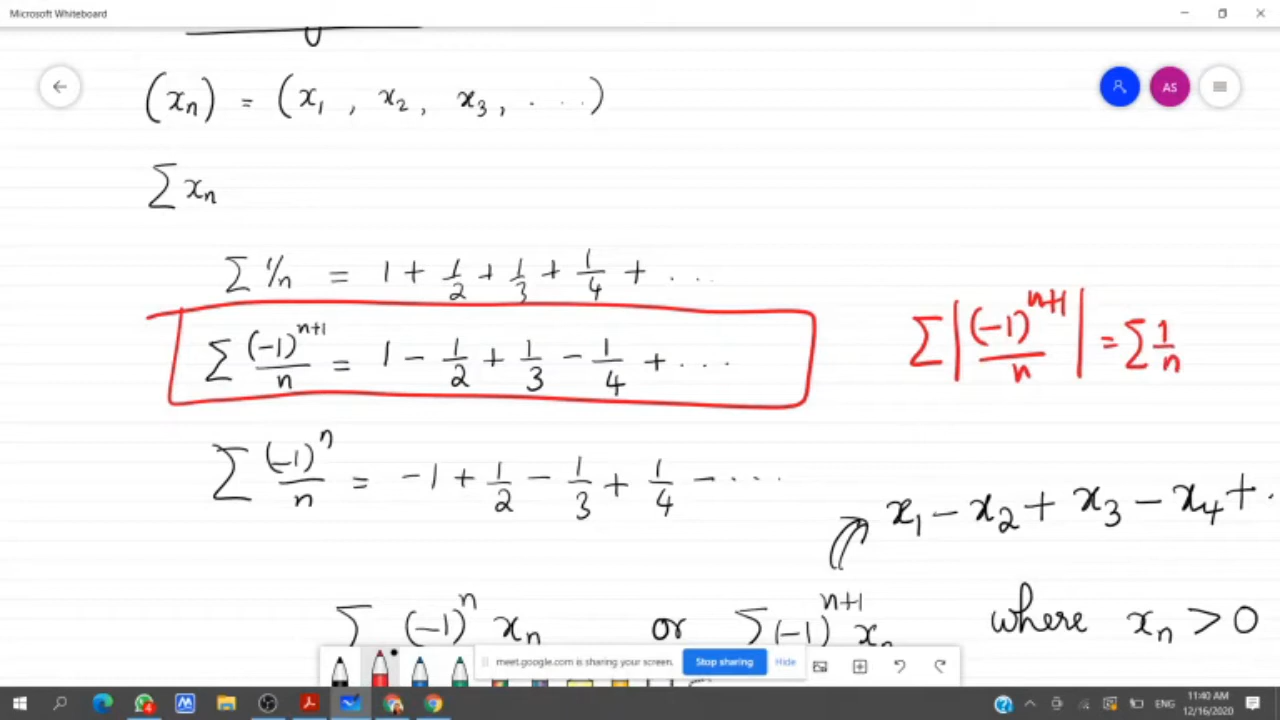 Microsoft Whiteboard
(xₙ) = (x₁, x₂, x₃, ....)
AS
∑ xₙ
∑ 1/n = 1 + 1/2 + 1/3 + 1/4 + ...
∑ (-1)ⁿ⁺¹/n = 1 - 1/2 + 1/3 - 1/4 + ...
∑ |(-1)ⁿ⁺¹/n| = ∑ 1/n
∑ (-1)ⁿ/n = -1 + 1/2 - 1/3 + 1/4 - ....
x₁ - x₂ + x₃ - x₄ + .
∑ (-1)ⁿ xₙ or ∑ (-1)ⁿ⁺¹ xₙ where xₙ > 0
meet.google.com is sharing your screen. Stop sharing Hide
4
ENG
11:40 AM
12/16/2020